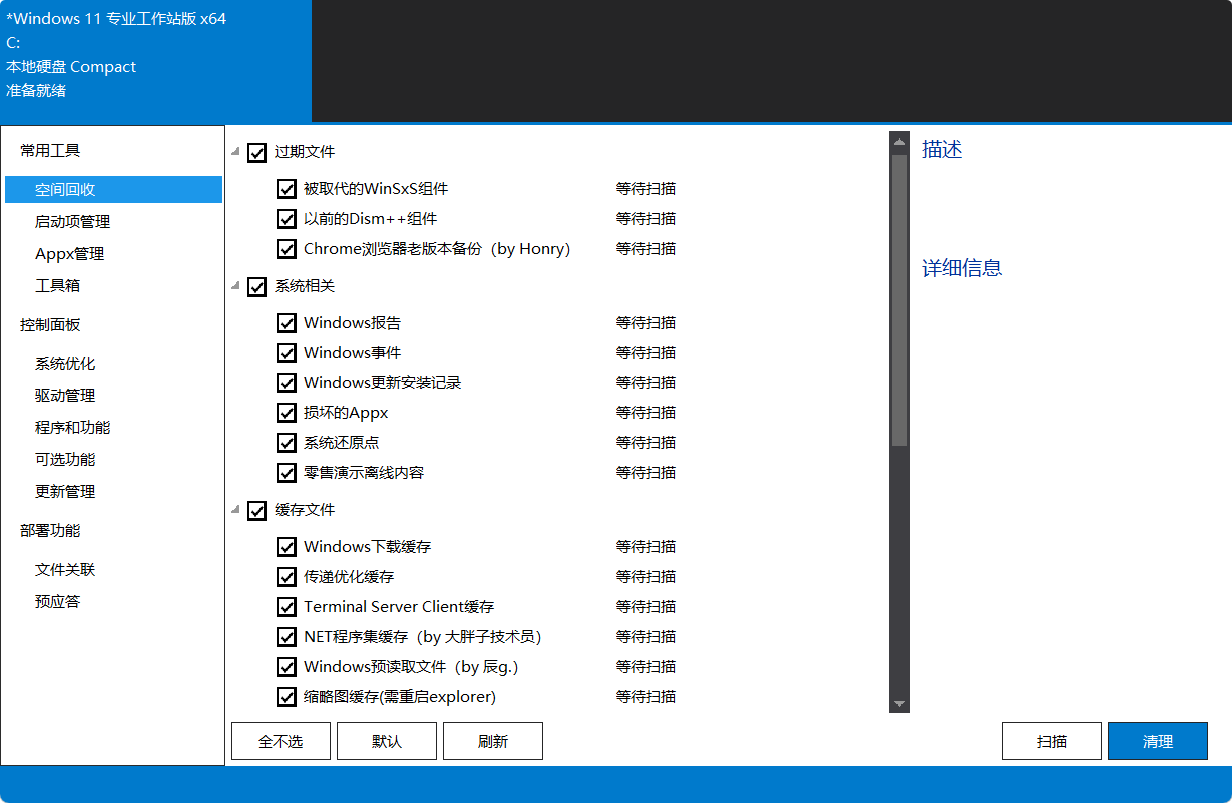 *Windows 11 专业工作站版 x64
C:
本地硬盘 Compact
准备就绪
常用工具
空间回收
启动项管理
Appx管理
工具箱
控制面板
系统优化
驱动管理
程序和功能
可选功能
更新管理
部署功能
文件关联
预应答
过期文件
被取代的WinSxS组件 等待扫描
以前的Dism++组件 等待扫描
Chrome浏览器老版本备份（by Honry） 等待扫描
系统相关
Windows报告 等待扫描
Windows事件 等待扫描
Windows更新安装记录 等待扫描
损坏的Appx 等待扫描
系统还原点 等待扫描
零售演示离线内容 等待扫描
缓存文件
Windows下载缓存 等待扫描
传递优化缓存 等待扫描
Terminal Server Client缓存 等待扫描
NET程序集缓存（by 大胖子技术员） 等待扫描
Windows预读取文件（by 辰g.） 等待扫描
缩略图缓存(需重启explorer) 等待扫描
描述
详细信息
全不选 默认 刷新 扫描 清理